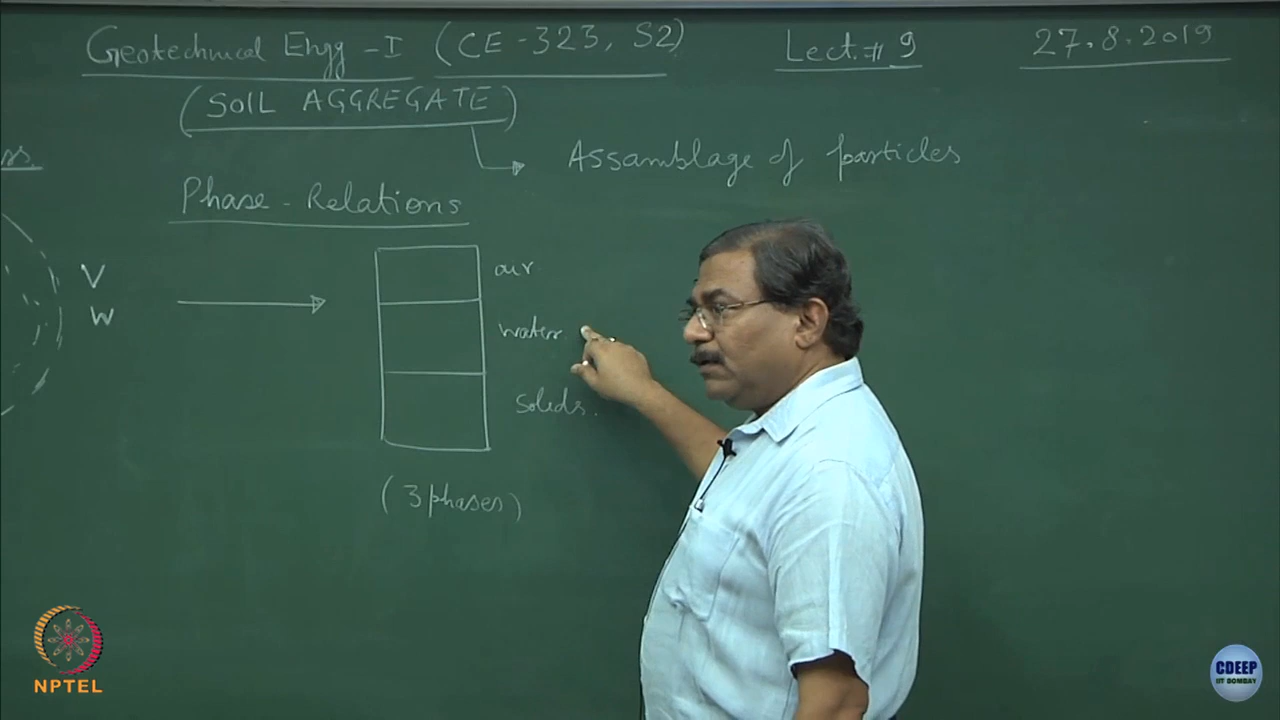 Geotechnical Engg - I (CE-323, S2) Lect. # 9 27.8.2019
(SOIL AGGREGATE)
Assamblage of particles
Phase - Relations
V
W
air
water
Solids.
(3 phases)
NPTEL
CDEEP
IIT BOMBAY